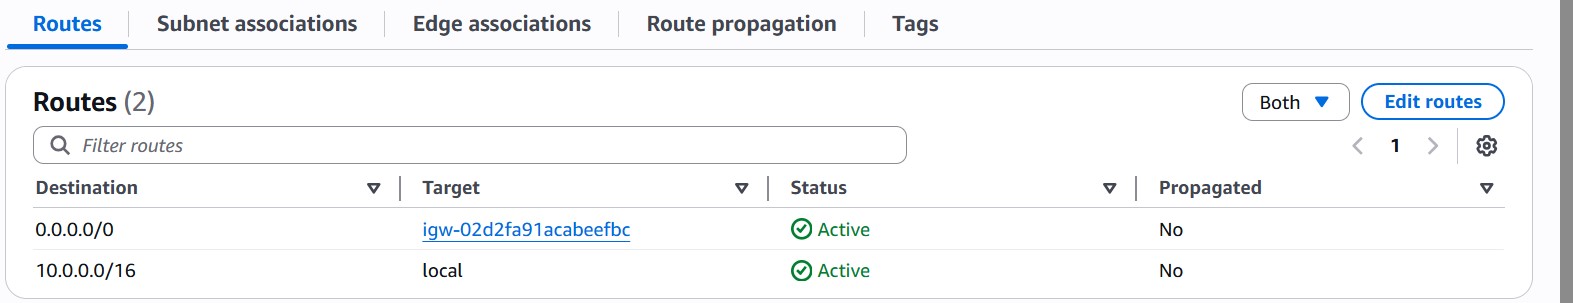 Routes Subnet associations Edge associations Route propagation Tags
Routes (2) Both Edit routes
Filter routes 1
Destination Target Status Propagated
0.0.0.0/0 igw-02d2fa91acabeefbc Active No
10.0.0.0/16 local Active No